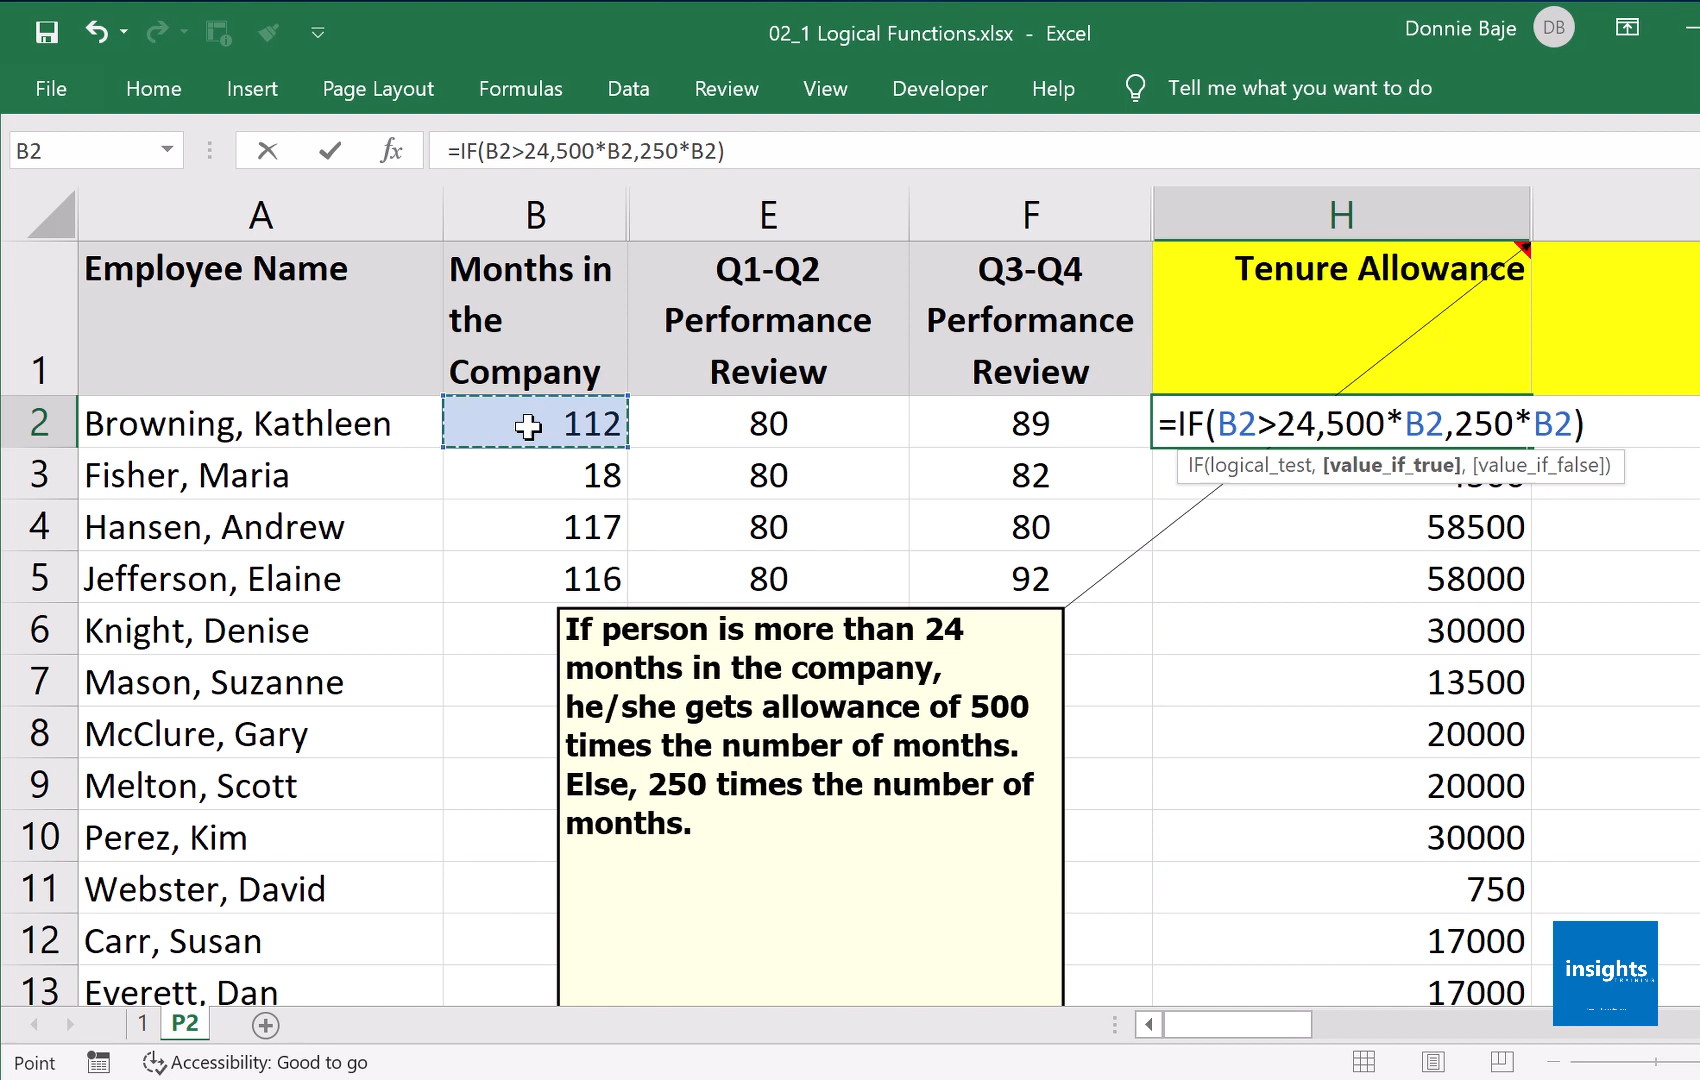 02_1 Logical Functions.xlsx - Excel
Donnie Baje
DB
File
Home
Insert
Page Layout
Formulas
Data
Review
View
Developer
Help
Tell me what you want to do
B2
fx
=IF(B2>24,500*B2,250*B2)
A
B
E
F
H
1
Employee Name
Months in
the
Company
Q1-Q2
Performance
Review
Q3-Q4
Performance
Review
Tenure Allowance
2 Browning, Kathleen 112 80 89 =IF(B2>24,500*B2,250*B2)
IF(logical_test, [value_if_true], [value_if_false])
3 Fisher, Maria 18 80 82
4 Hansen, Andrew 117 80 80 58500
5 Jefferson, Elaine 116 80 92 58000
6 Knight, Denise 30000
7 Mason, Suzanne 13500
8 McClure, Gary 20000
9 Melton, Scott 20000
10 Perez, Kim 30000
11 Webster, David 750
12 Carr, Susan 17000
13 Everett, Dan 17000
If person is more than 24
months in the company,
he/she gets allowance of 500
times the number of months.
Else, 250 times the number of
months.
insights
1
P2
Point
Accessibility: Good to go